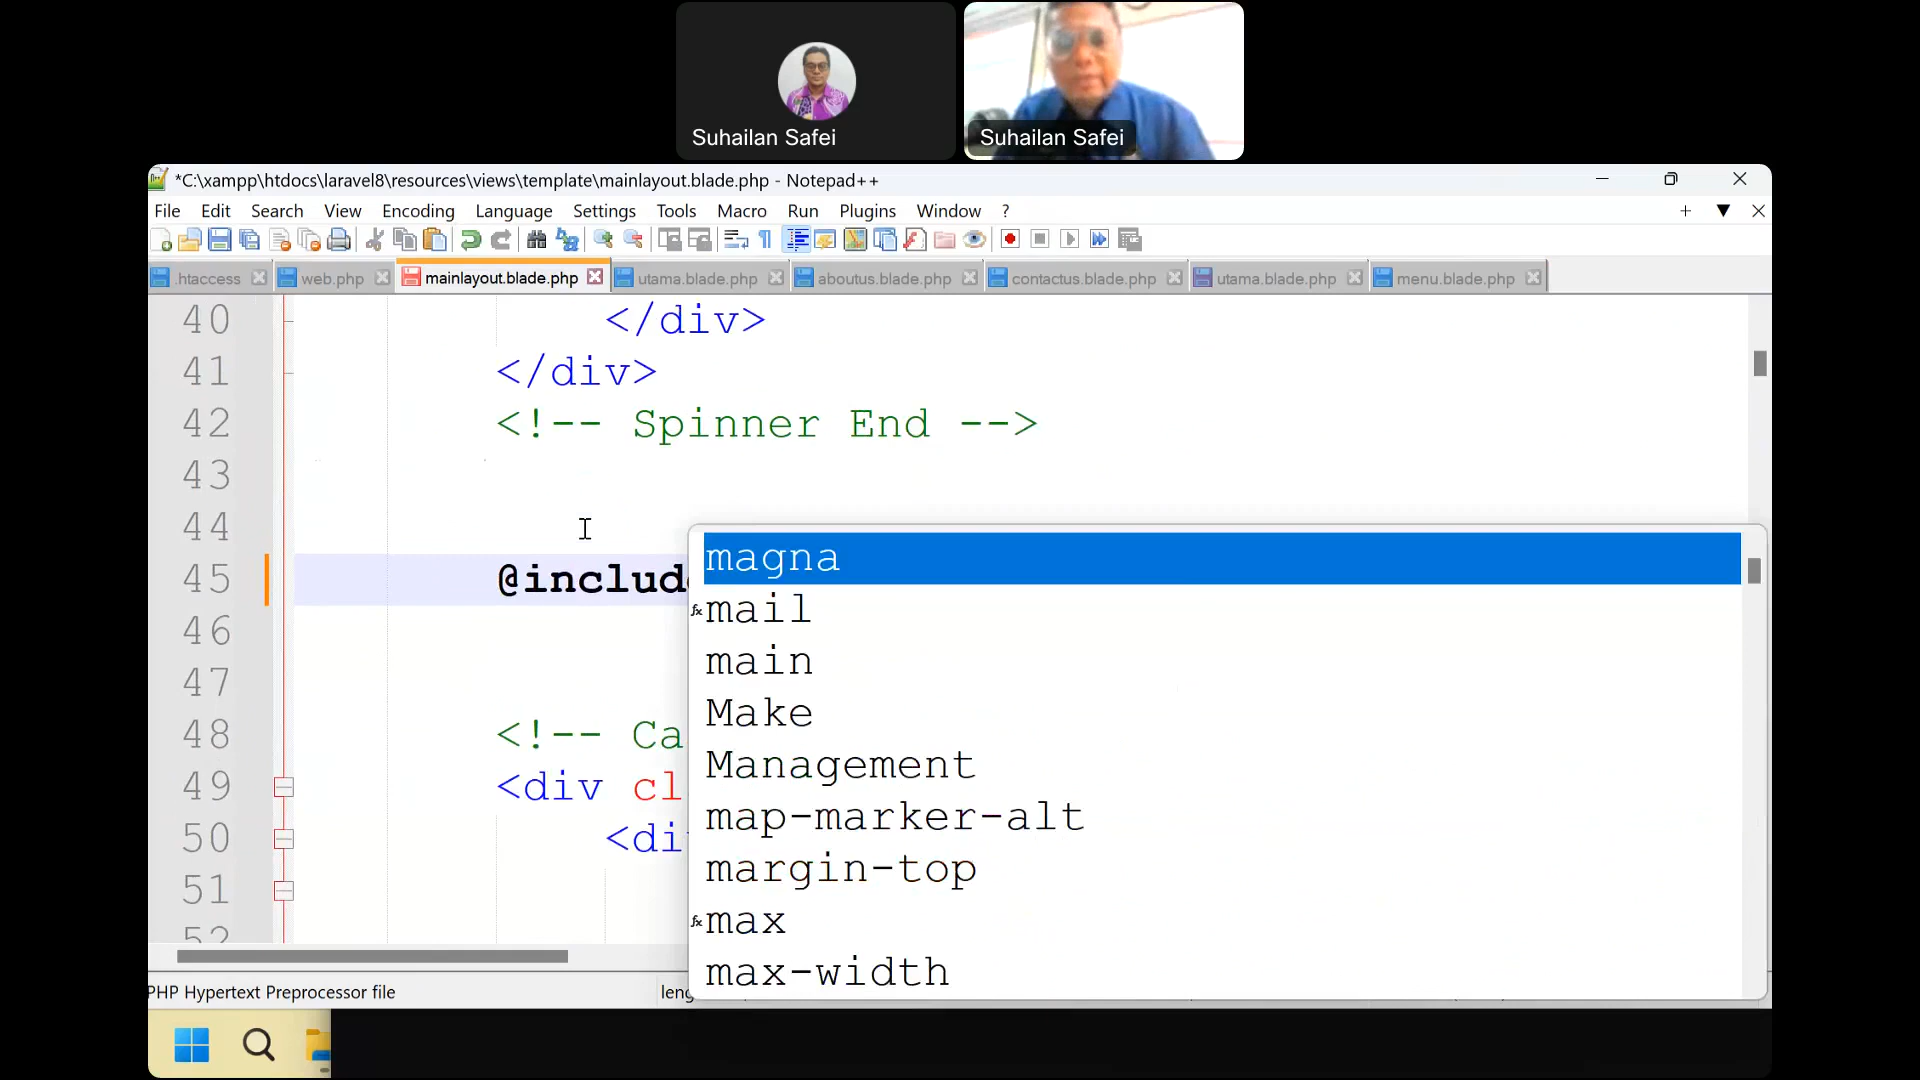 Suhailan Safei
Suhailan Safei
*C:\xampp\htdocs\laravel8\resources\views\template\mainlayout.blade.php - Notepad++
File Edit Search View Encoding Language Settings Tools Macro Run Plugins Window ?
.htaccess web.php mainlayout.blade.php utama.blade.php aboutus.blade.php contactus.blade.php utama.blade.php menu.blade.php
40 </div>
41 </div>
42 <!-- Spinner End -->
43
44
45 @include
46
47
48 <!-- Ca
49 <div cl
50 <di
51
52
magna
mail
main
Make
Management
map-marker-alt
margin-top
max
max-width
PHP Hypertext Preprocessor file leng